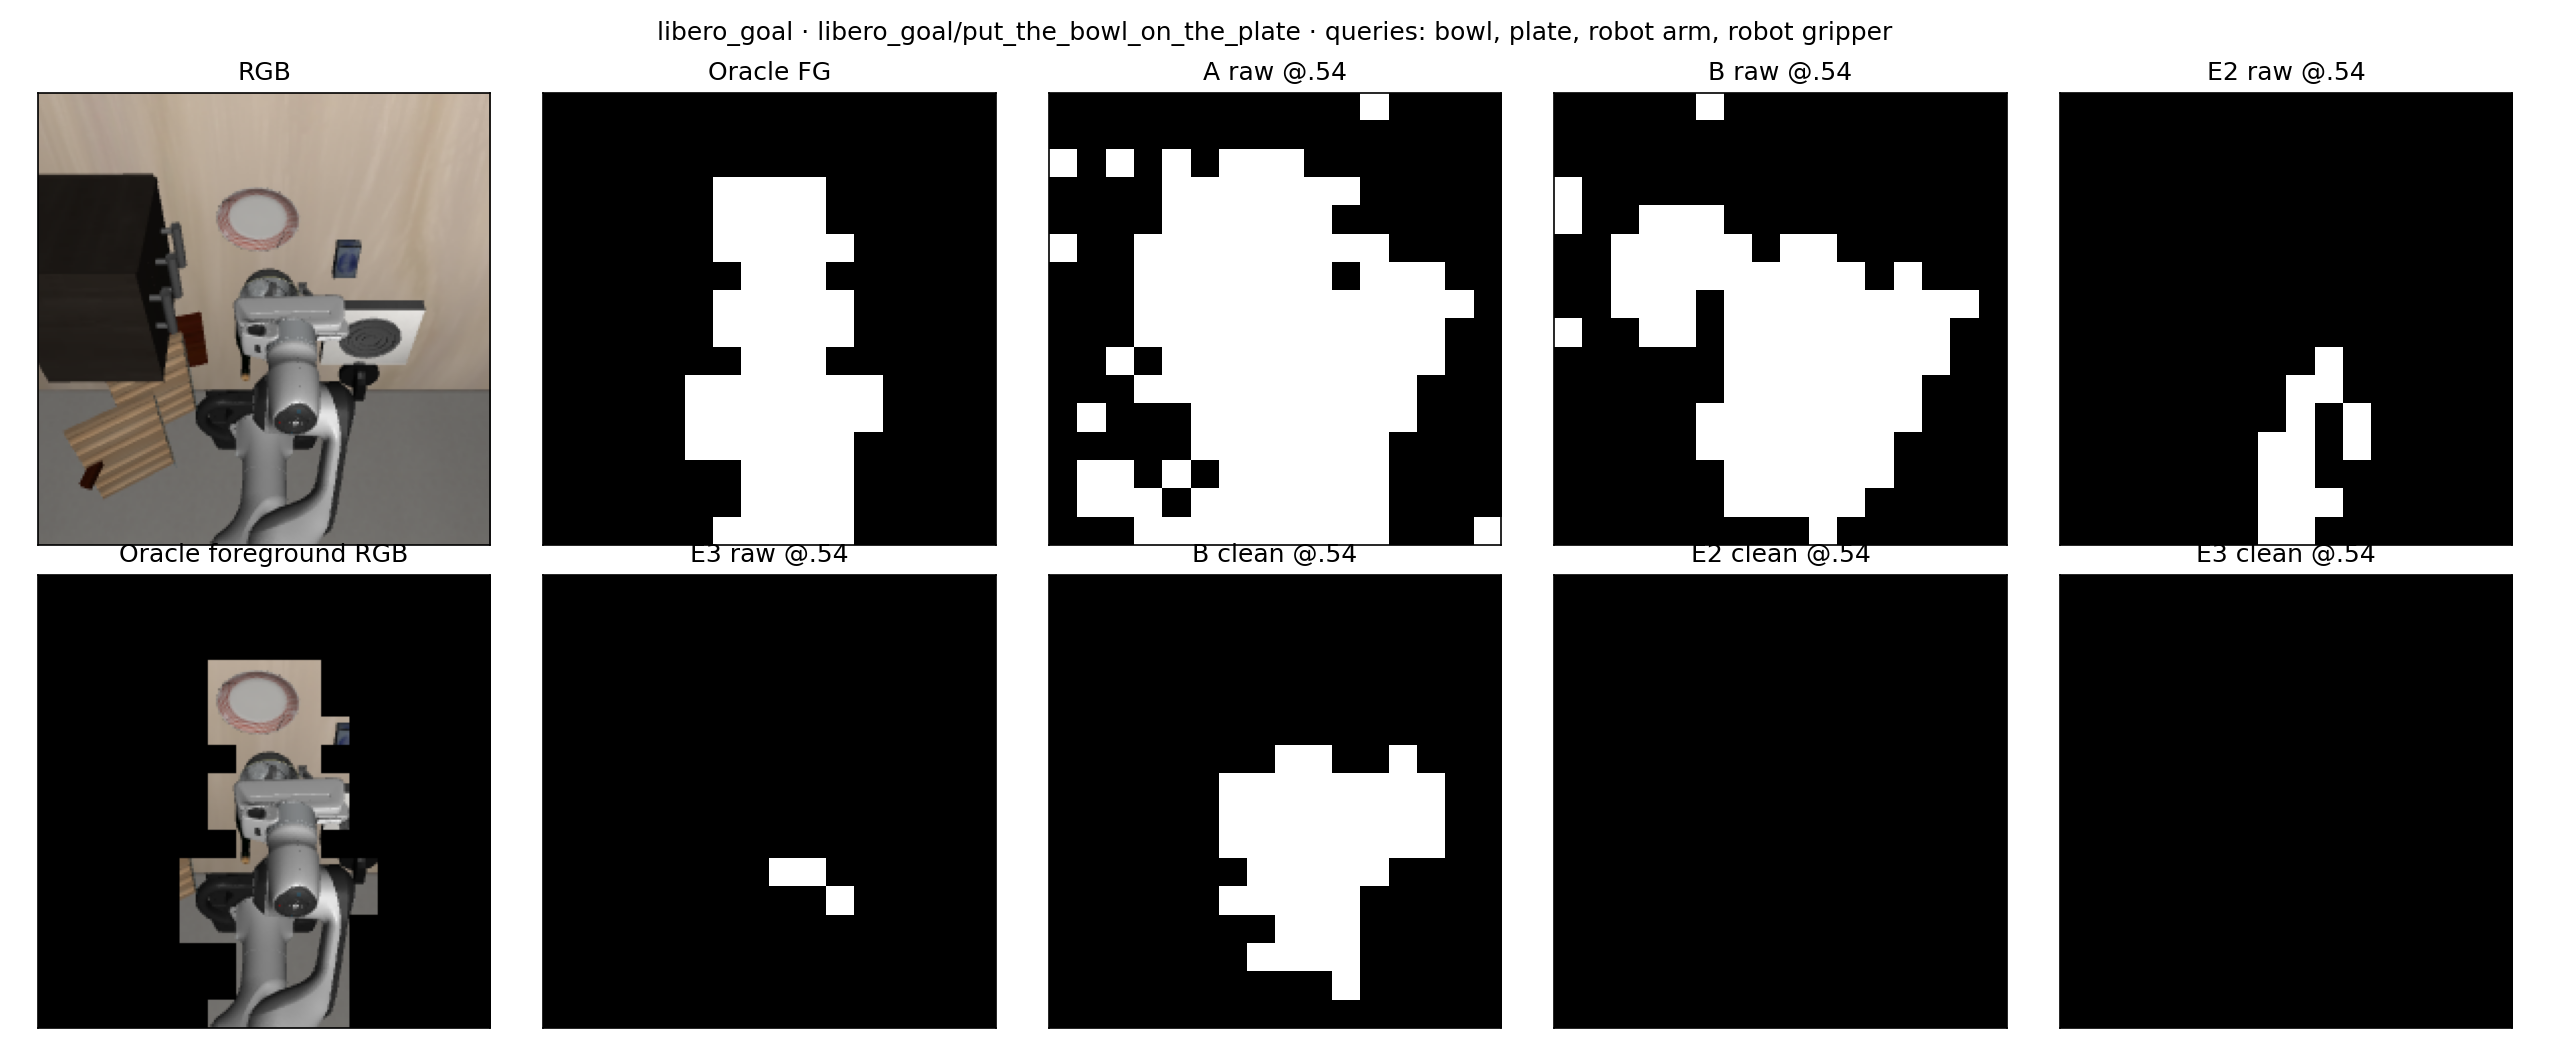 libero_goal · libero_goal/put_the_bowl_on_the_plate · queries: bowl, plate, robot arm, robot gripper
RGB
Oracle FG
A raw @.54
B raw @.54
E2 raw @.54
Oracle foreground RGB
E3 raw @.54
B clean @.54
E2 clean @.54
E3 clean @.54